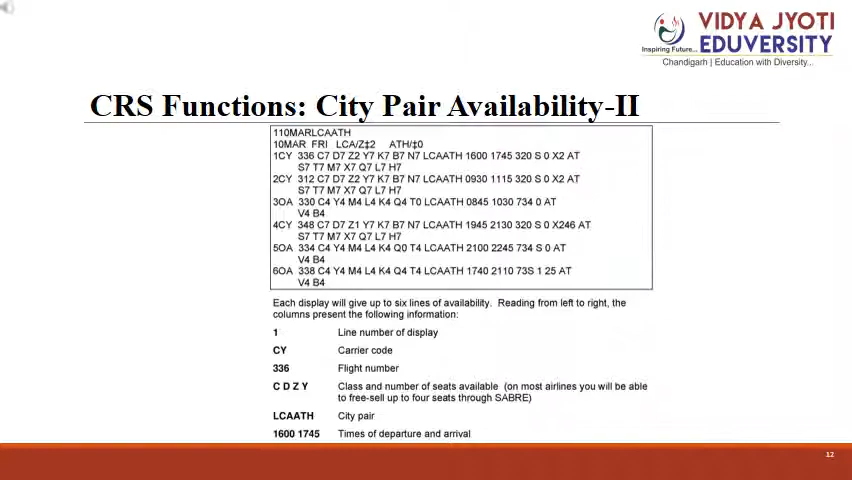 VIDYA JYOTI
EDUVERSITY
Inspiring Future...
Chandigarh | Education with Diversity...
CRS Functions: City Pair Availability-II
110MARLCAATH
10MAR FRI LCA/Z‡2 ATH/‡0
1CY 336 C7 D7 Z2 Y7 K7 B7 N7 LCAATH 1600 1745 320 S 0 X2 AT
S7 T7 M7 X7 Q7 L7 H7
2CY 312 C7 D7 Z2 Y7 K7 B7 N7 LCAATH 0930 1115 320 S 0 X2 AT
S7 T7 M7 X7 Q7 L7 H7
3OA 330 C4 Y4 M4 L4 K4 Q4 T0 LCAATH 0845 1030 734 0 AT
V4 B4
4CY 348 C7 D7 Z1 Y7 K7 B7 N7 LCAATH 1945 2130 320 S 0 X246 AT
S7 T7 M7 X7 Q7 L7 H7
5OA 334 C4 Y4 M4 L4 K4 Q0 T4 LCAATH 2100 2245 734 S 0 AT
V4 B4
6OA 338 C4 Y4 M4 L4 K4 Q4 T4 LCAATH 1740 2110 73S 1 25 AT
V4 B4
Each display will give up to six lines of availability. Reading from left to right, the
columns present the following information:
1 Line number of display
CY Carrier code
336 Flight number
C D Z Y Class and number of seats available (on most airlines you will be able
to free-sell up to four seats through SABRE)
LCAATH City pair
1600 1745 Times of departure and arrival
12